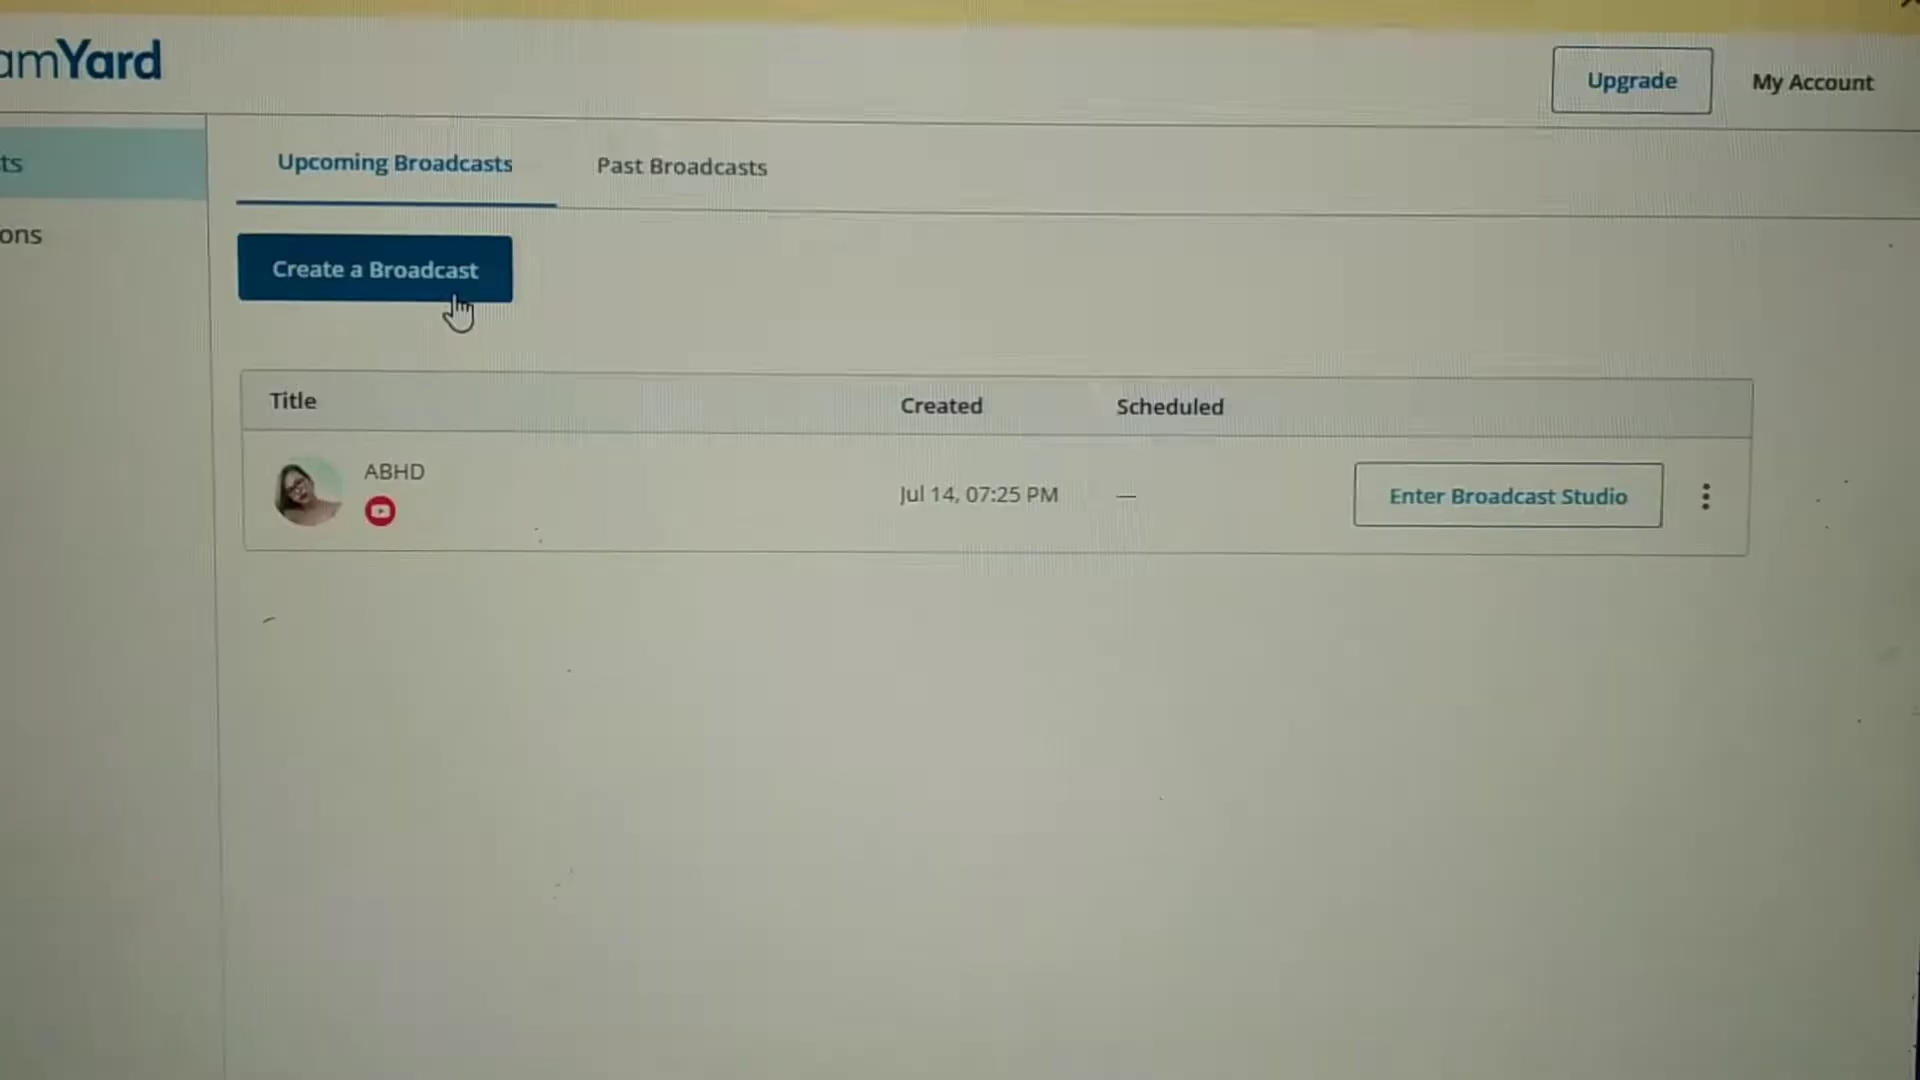 amYard
Upgrade
My Account
ts
Upcoming Broadcasts
Past Broadcasts
ons
Create a Broadcast
Title
Created
Scheduled
ABHD
Jul 14, 07:25 PM
—
Enter Broadcast Studio